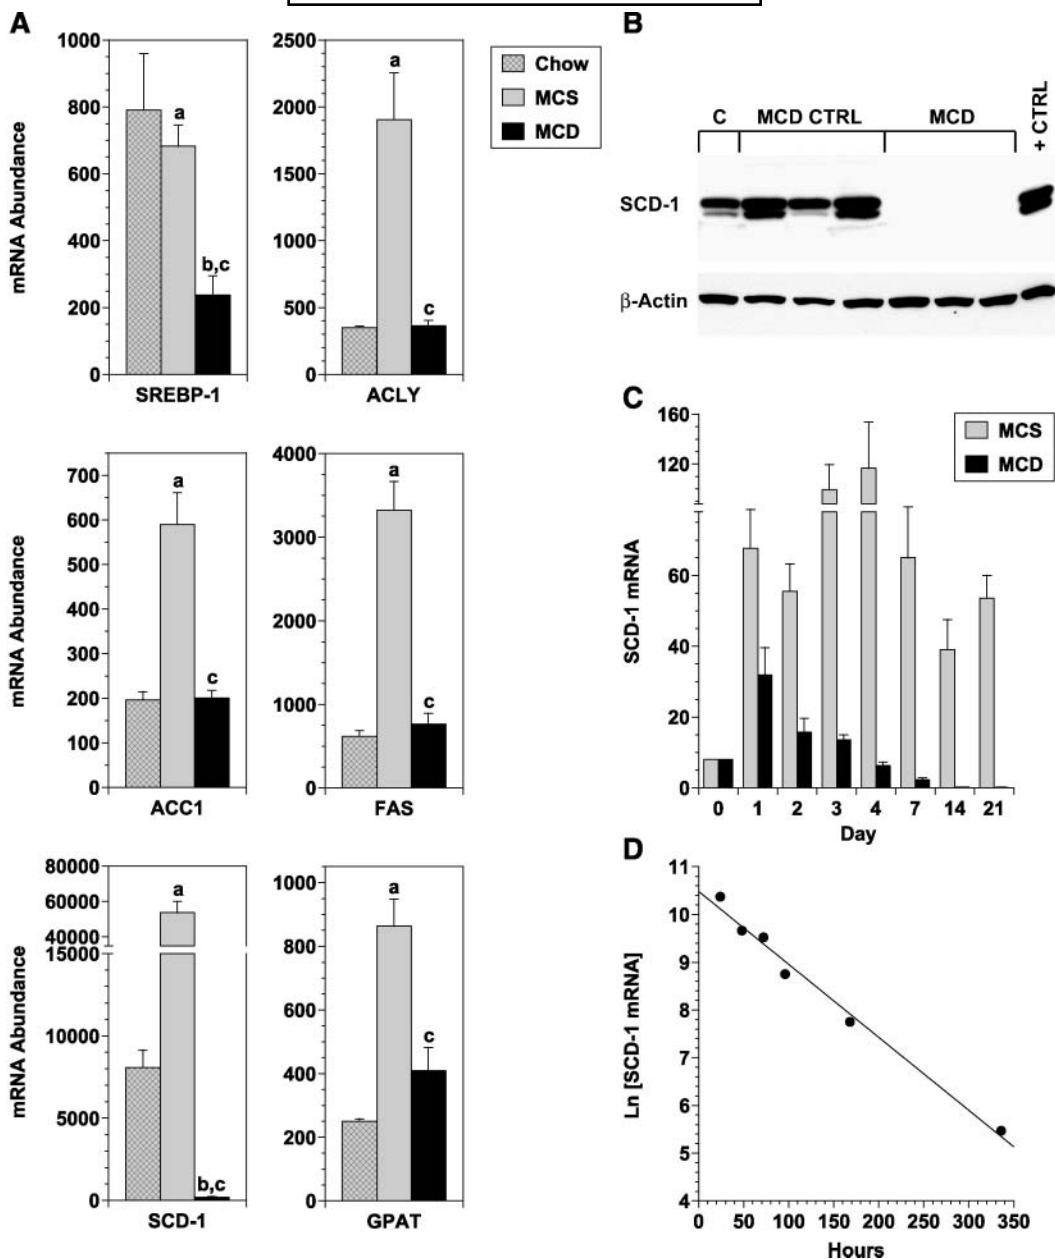 A
1000
800
600
400
200
0
mRNA Abundance
a
b,c
SREBP-1
2500
2000
1500
1000
500
0
a
c
ACLY
Chow
MCS
MCD
700
600
500
400
300
200
100
0
mRNA Abundance
a
c
ACC1
4000
3000
2000
1000
0
a
c
FAS
80000
60000
40000
15000
10000
5000
0
mRNA Abundance
a
b,c
SCD-1
1000
800
600
400
200
0
a
c
GPAT
B
C MCD CTRL MCD + CTRL
SCD-1
β-Actin
C
160
120
60
40
20
0
SCD-1 mRNA
MCS
MCD
0 1 2 3 4 7 14 21
Day
D
11
10
9
8
7
6
5
4
Ln [SCD-1 mRNA]
0 50 100 150 200 250 300 350
Hours